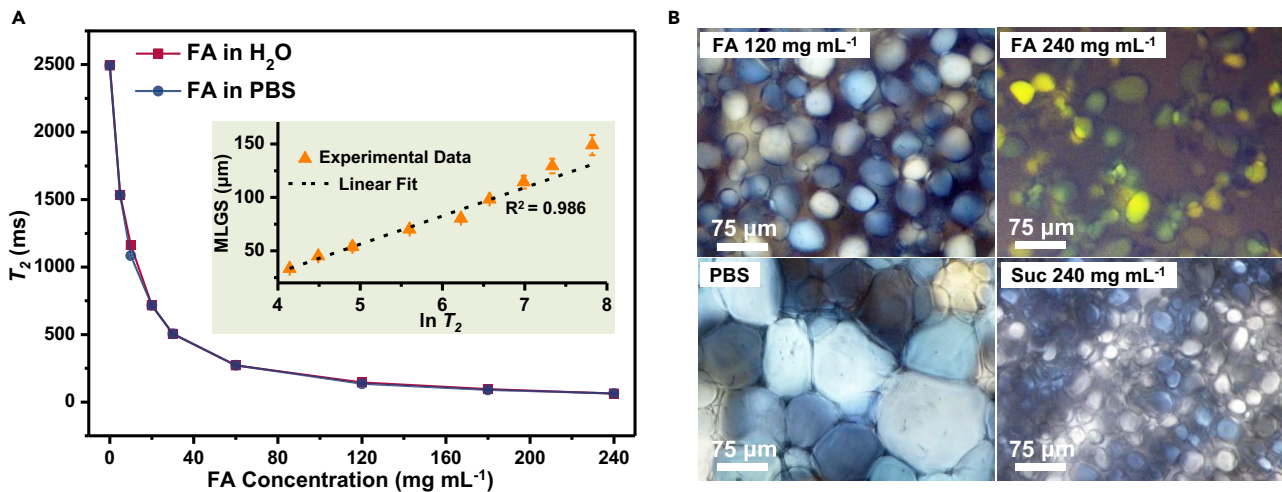 A
FA in H₂O
FA in PBS
2500
2000
1500
1000
500
0
T₂ (ms)
0 40 80 120 160 200 240
FA Concentration (mg mL⁻¹)
Experimental Data
Linear Fit
R² = 0.986
150
100
50
MLGS (µm)
4 5 6 7 8
ln T₂
B
FA 120 mg mL⁻¹
75 µm
FA 240 mg mL⁻¹
75 µm
PBS
75 µm
Suc 240 mg mL⁻¹
75 µm